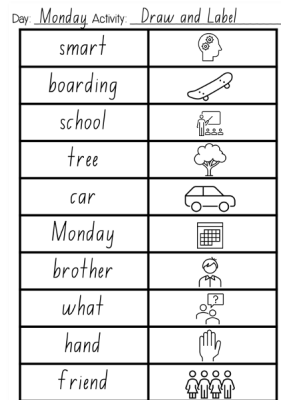 Day: Monday Activity: Draw and Label
smart
boarding
school
tree
car
Monday
brother
what
?
hand
friend